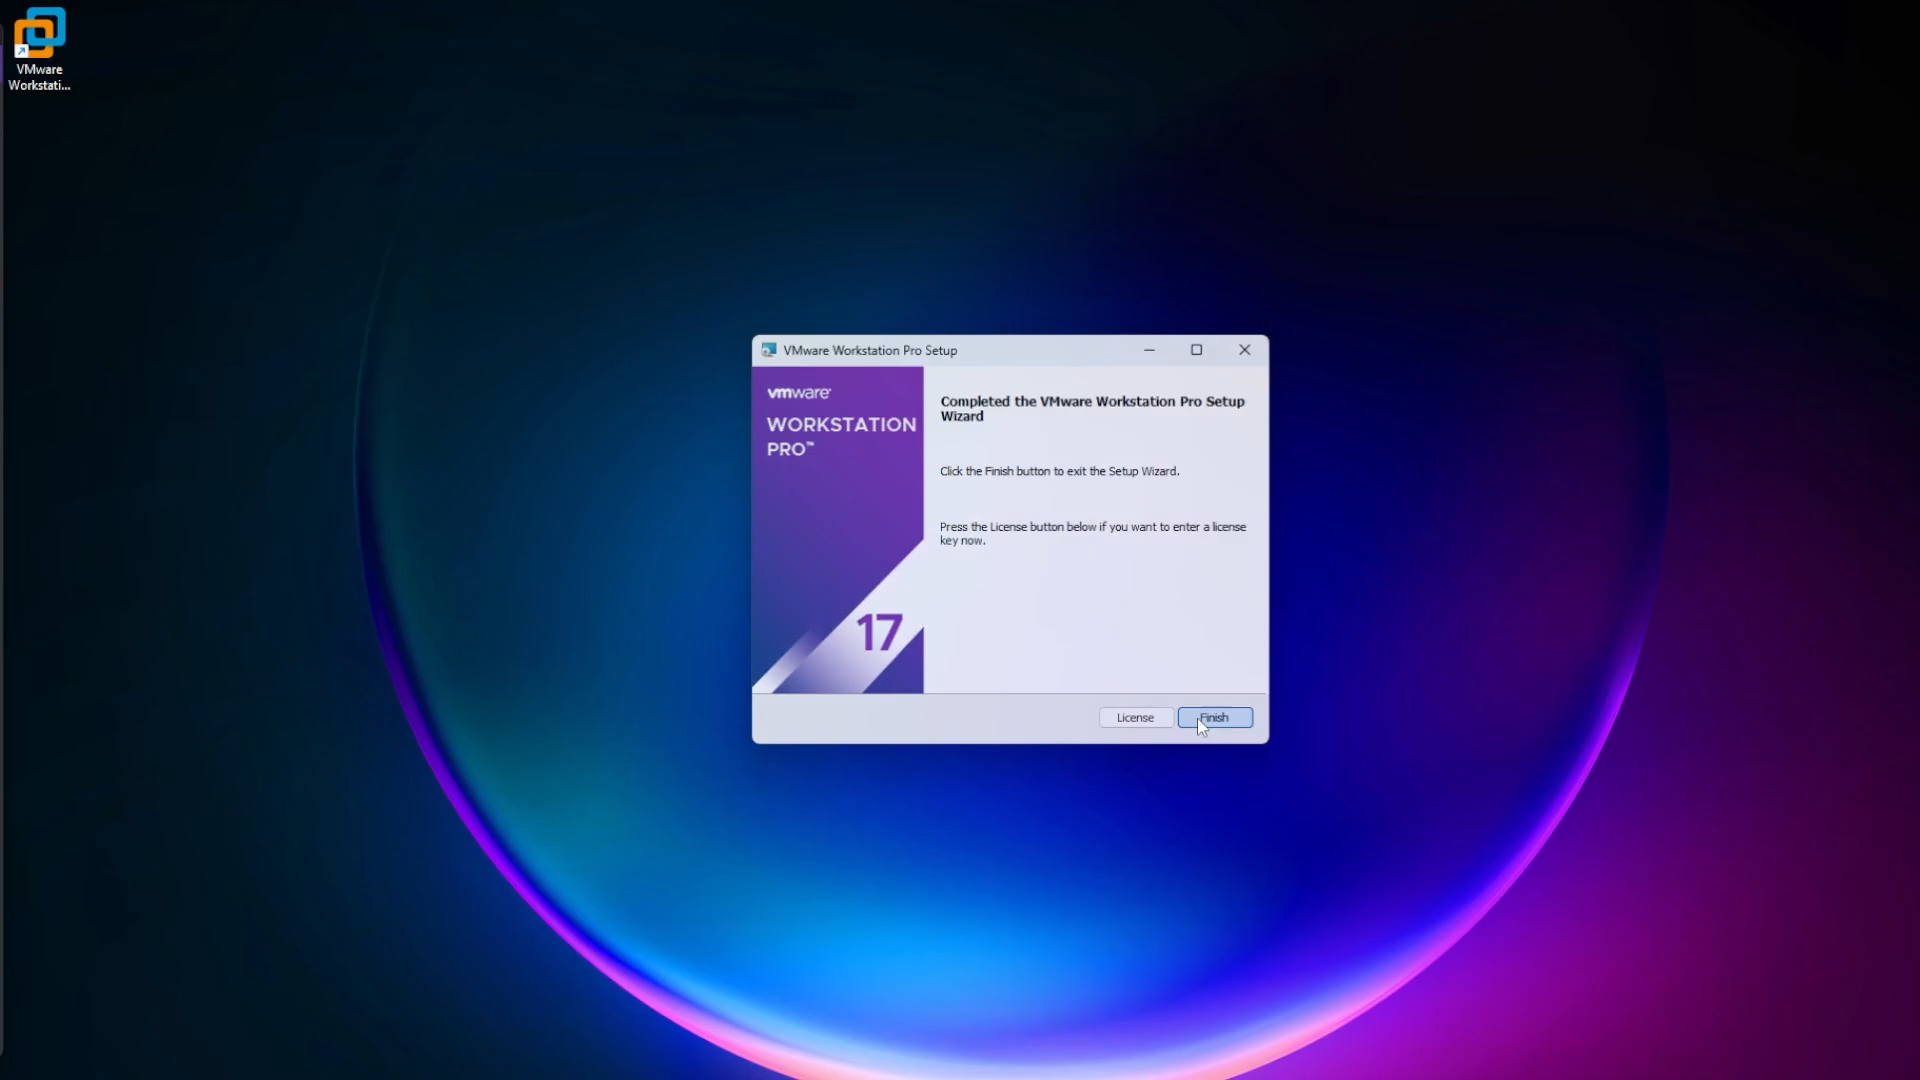 VMware
Workstati...
VMware Workstation Pro Setup
vmware®
WORKSTATION
PRO™
17
Completed the VMware Workstation Pro Setup
Wizard
Click the Finish button to exit the Setup Wizard.
Press the License button below if you want to enter a license
key now.
License
Finish